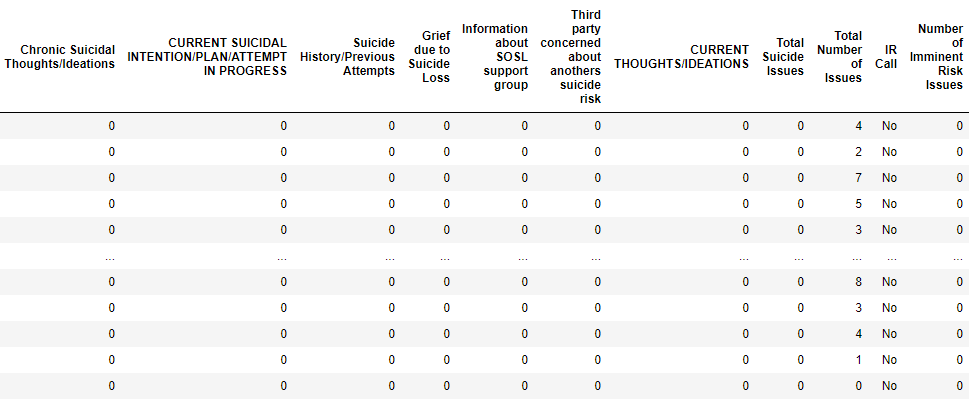 Chronic Suicidal Thoughts/Ideations CURRENT SUICIDAL INTENTION/PLAN/ATTEMPT IN PROGRESS Suicide History/Previous Attempts Grief due to Suicide Loss Information about SOSL support group Third party concerned about anothers suicide risk CURRENT THOUGHTS/IDEATIONS Total Suicide Issues Total Number of Issues IR Call Number of Imminent Risk Issues
0 0 0 0 0 0 0 0 4 No 0
0 0 0 0 0 0 0 0 2 No 0
0 0 0 0 0 0 0 0 7 No 0
0 0 0 0 0 0 0 0 5 No 0
0 0 0 0 0 0 0 0 3 No 0
... ... ... ... ... ... ... ... ... ... ...
0 0 0 0 0 0 0 0 8 No 0
0 0 0 0 0 0 0 0 3 No 0
0 0 0 0 0 0 0 0 4 No 0
0 0 0 0 0 0 0 0 1 No 0
0 0 0 0 0 0 0 0 0 No 0